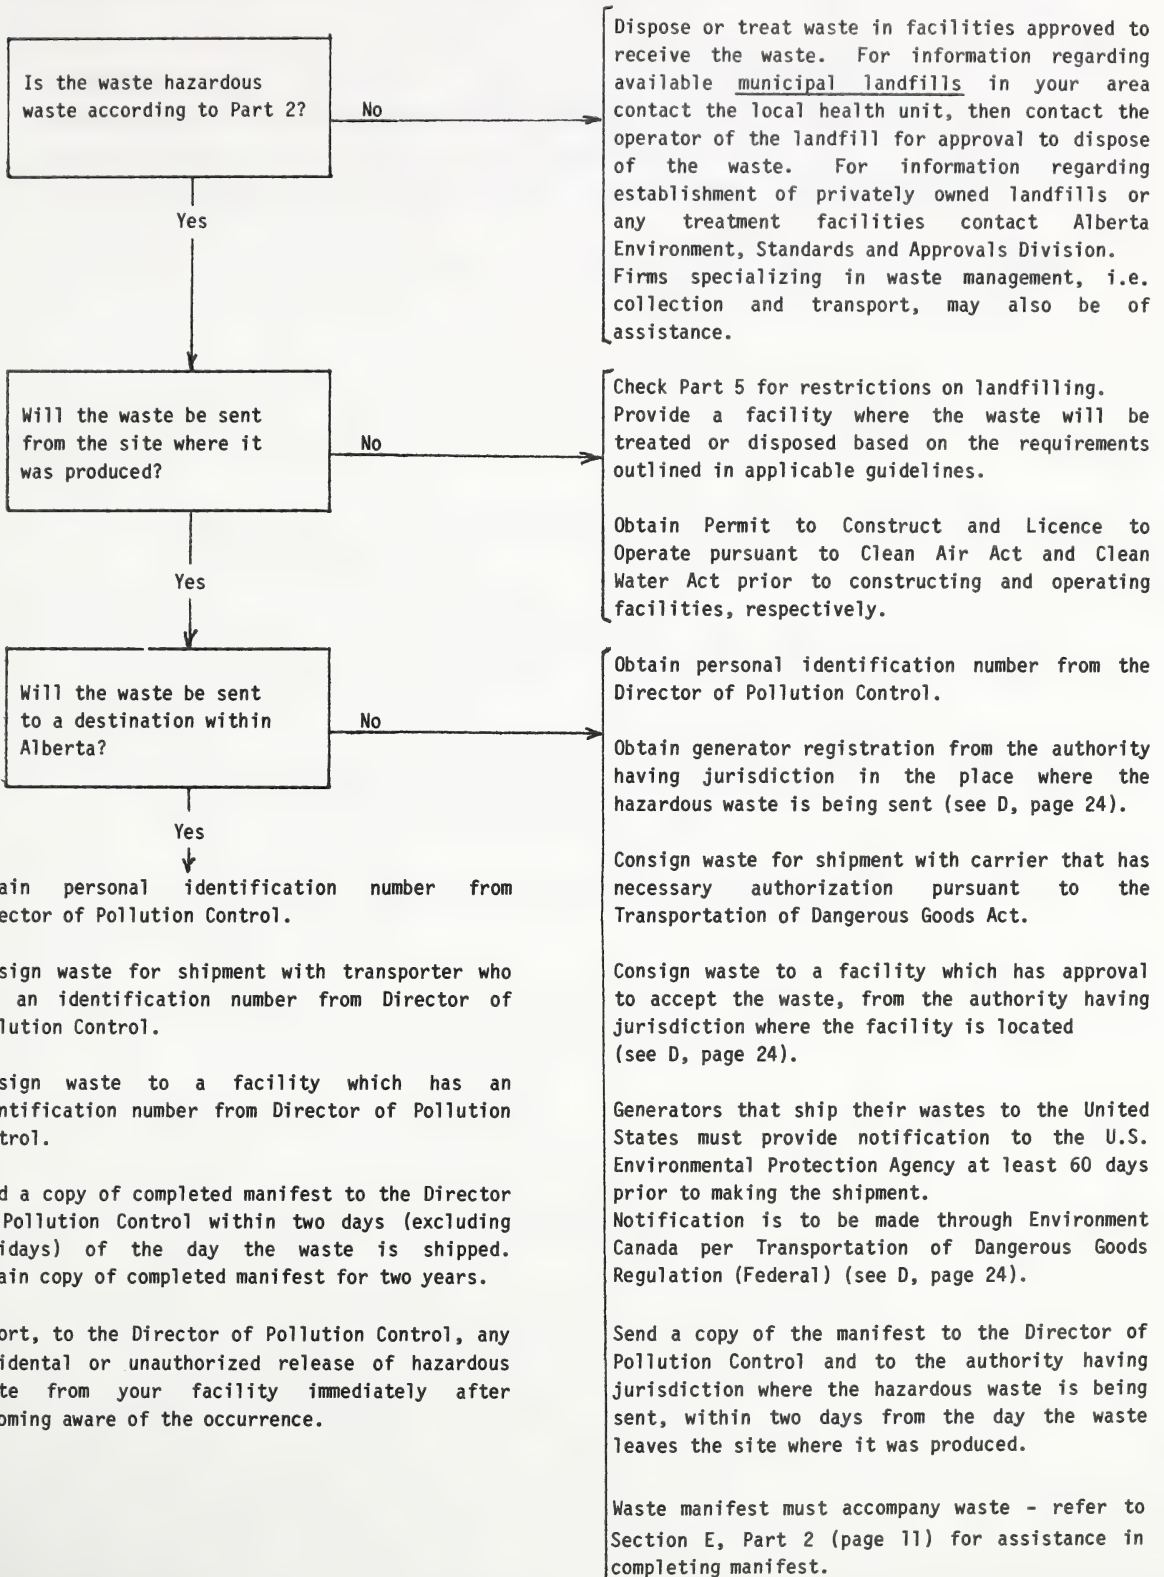 Is the waste hazardous
waste according to Part 2?
No
Dispose or treat waste in facilities approved to
receive the waste. For information regarding
available municipal landfills in your area
contact the local health unit, then contact the
operator of the landfill for approval to dispose
of the waste. For information regarding
establishment of privately owned landfills or
any treatment facilities contact Alberta
Environment, Standards and Approvals Division.
Firms specializing in waste management, i.e.
collection and transport, may also be of
assistance.
Yes
Will the waste be sent
from the site where it
was produced?
No
Check Part 5 for restrictions on landfilling.
Provide a facility where the waste will be
treated or disposed based on the requirements
outlined in applicable guidelines.
Obtain Permit to Construct and Licence to
Operate pursuant to Clean Air Act and Clean
Water Act prior to constructing and operating
facilities, respectively.
Yes
Will the waste be sent
to a destination within
Alberta?
No
Obtain personal identification number from the
Director of Pollution Control.
Obtain generator registration from the authority
having jurisdiction in the place where the
hazardous waste is being sent (see D, page 24).
Consign waste for shipment with carrier that has
necessary authorization pursuant to the
Transportation of Dangerous Goods Act.
Consign waste to a facility which has approval
to accept the waste, from the authority having
jurisdiction where the facility is located
(see D, page 24).
Generators that ship their wastes to the United
States must provide notification to the U.S.
Environmental Protection Agency at least 60 days
prior to making the shipment.
Notification is to be made through Environment
Canada per Transportation of Dangerous Goods
Regulation (Federal) (see D, page 24).
Send a copy of the manifest to the Director of
Pollution Control and to the authority having
jurisdiction where the hazardous waste is being
sent, within two days from the day the waste
leaves the site where it was produced.
Waste manifest must accompany waste - refer to
Section E, Part 2 (page 11) for assistance in
completing manifest.
Yes
ain personal identification number from
ector of Pollution Control.
sign waste for shipment with transporter who
an identification number from Director of
lution Control.
sign waste to a facility which has an
ntification number from Director of Pollution
trol.
d a copy of completed manifest to the Director
Pollution Control within two days (excluding
idays) of the day the waste is shipped.
ain copy of completed manifest for two years.
ort, to the Director of Pollution Control, any
idental or unauthorized release of hazardous
te from your facility immediately after
oming aware of the occurrence.